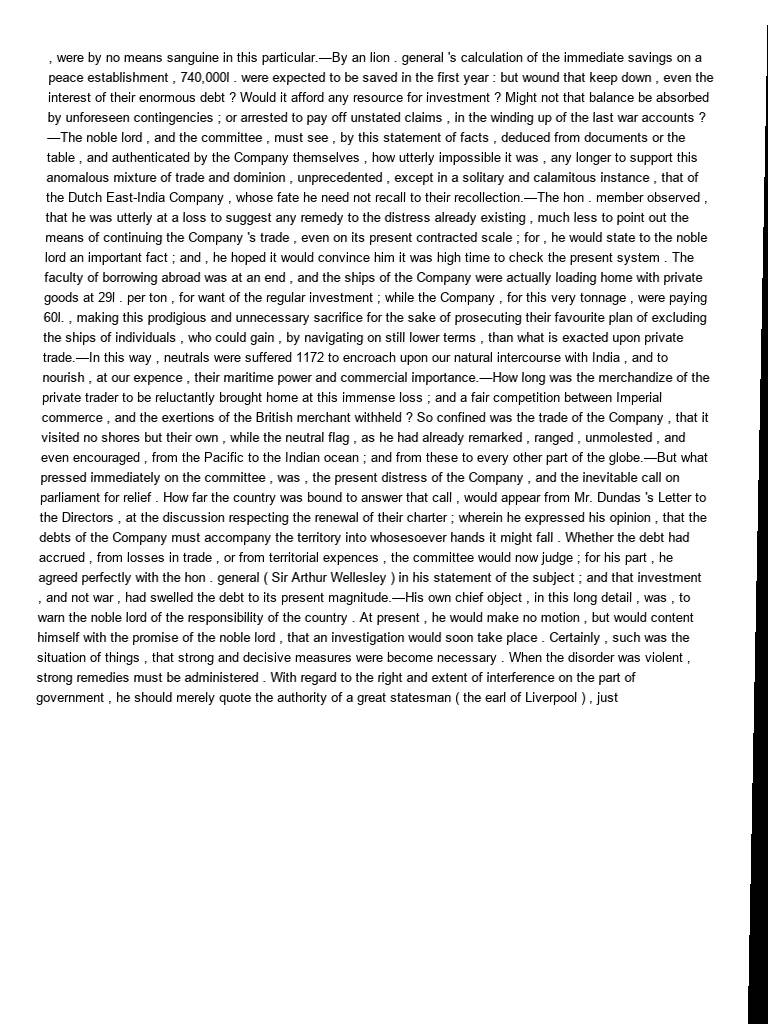 , were by no means sanguine in this particular.—By an lion . general 's calculation of the immediate savings on a
peace establishment , 740,000l . were expected to be saved in the first year : but wound that keep down , even the
interest of their enormous debt ? Would it afford any resource for investment ? Might not that balance be absorbed
by unforeseen contingencies ; or arrested to pay off unstated claims , in the winding up of the last war accounts ?
—The noble lord , and the committee , must see , by this statement of facts , deduced from documents or the
table , and authenticated by the Company themselves , how utterly impossible it was , any longer to support this
anomalous mixture of trade and dominion , unprecedented , except in a solitary and calamitous instance , that of
the Dutch East-India Company , whose fate he need not recall to their recollection.—The hon . member observed ,
that he was utterly at a loss to suggest any remedy to the distress already existing , much less to point out the
means of continuing the Company 's trade , even on its present contracted scale ; for , he would state to the noble
lord an important fact ; and , he hoped it would convince him it was high time to check the present system . The
faculty of borrowing abroad was at an end , and the ships of the Company were actually loading home with private
goods at 29l . per ton , for want of the regular investment ; while the Company , for this very tonnage , were paying
60l. , making this prodigious and unnecessary sacrifice for the sake of prosecuting their favourite plan of excluding
the ships of individuals , who could gain , by navigating on still lower terms , than what is exacted upon private
trade.—In this way , neutrals were suffered 1172 to encroach upon our natural intercourse with India , and to
nourish , at our expence , their maritime power and commercial importance.—How long was the merchandize of the
private trader to be reluctantly brought home at this immense loss ; and a fair competition between Imperial
commerce , and the exertions of the British merchant withheld ? So confined was the trade of the Company , that it
visited no shores but their own , while the neutral flag , as he had already remarked , ranged , unmolested , and
even encouraged , from the Pacific to the Indian ocean ; and from these to every other part of the globe.—But what
pressed immediately on the committee , was , the present distress of the Company , and the inevitable call on
parliament for relief . How far the country was bound to answer that call , would appear from Mr. Dundas 's Letter to
the Directors , at the discussion respecting the renewal of their charter ; wherein he expressed his opinion , that the
debts of the Company must accompany the territory into whosesoever hands it might fall . Whether the debt had
accrued , from losses in trade , or from territorial expences , the committee would now judge ; for his part , he
agreed perfectly with the hon . general ( Sir Arthur Wellesley ) in his statement of the subject ; and that investment
, and not war , had swelled the debt to its present magnitude.—His own chief object , in this long detail , was , to
warn the noble lord of the responsibility of the country . At present , he would make no motion , but would content
himself with the promise of the noble lord , that an investigation would soon take place . Certainly , such was the
situation of things , that strong and decisive measures were become necessary . When the disorder was violent ,
strong remedies must be administered . With regard to the right and extent of interference on the part of
government , he should merely quote the authority of a great statesman ( the earl of Liverpool ) , just